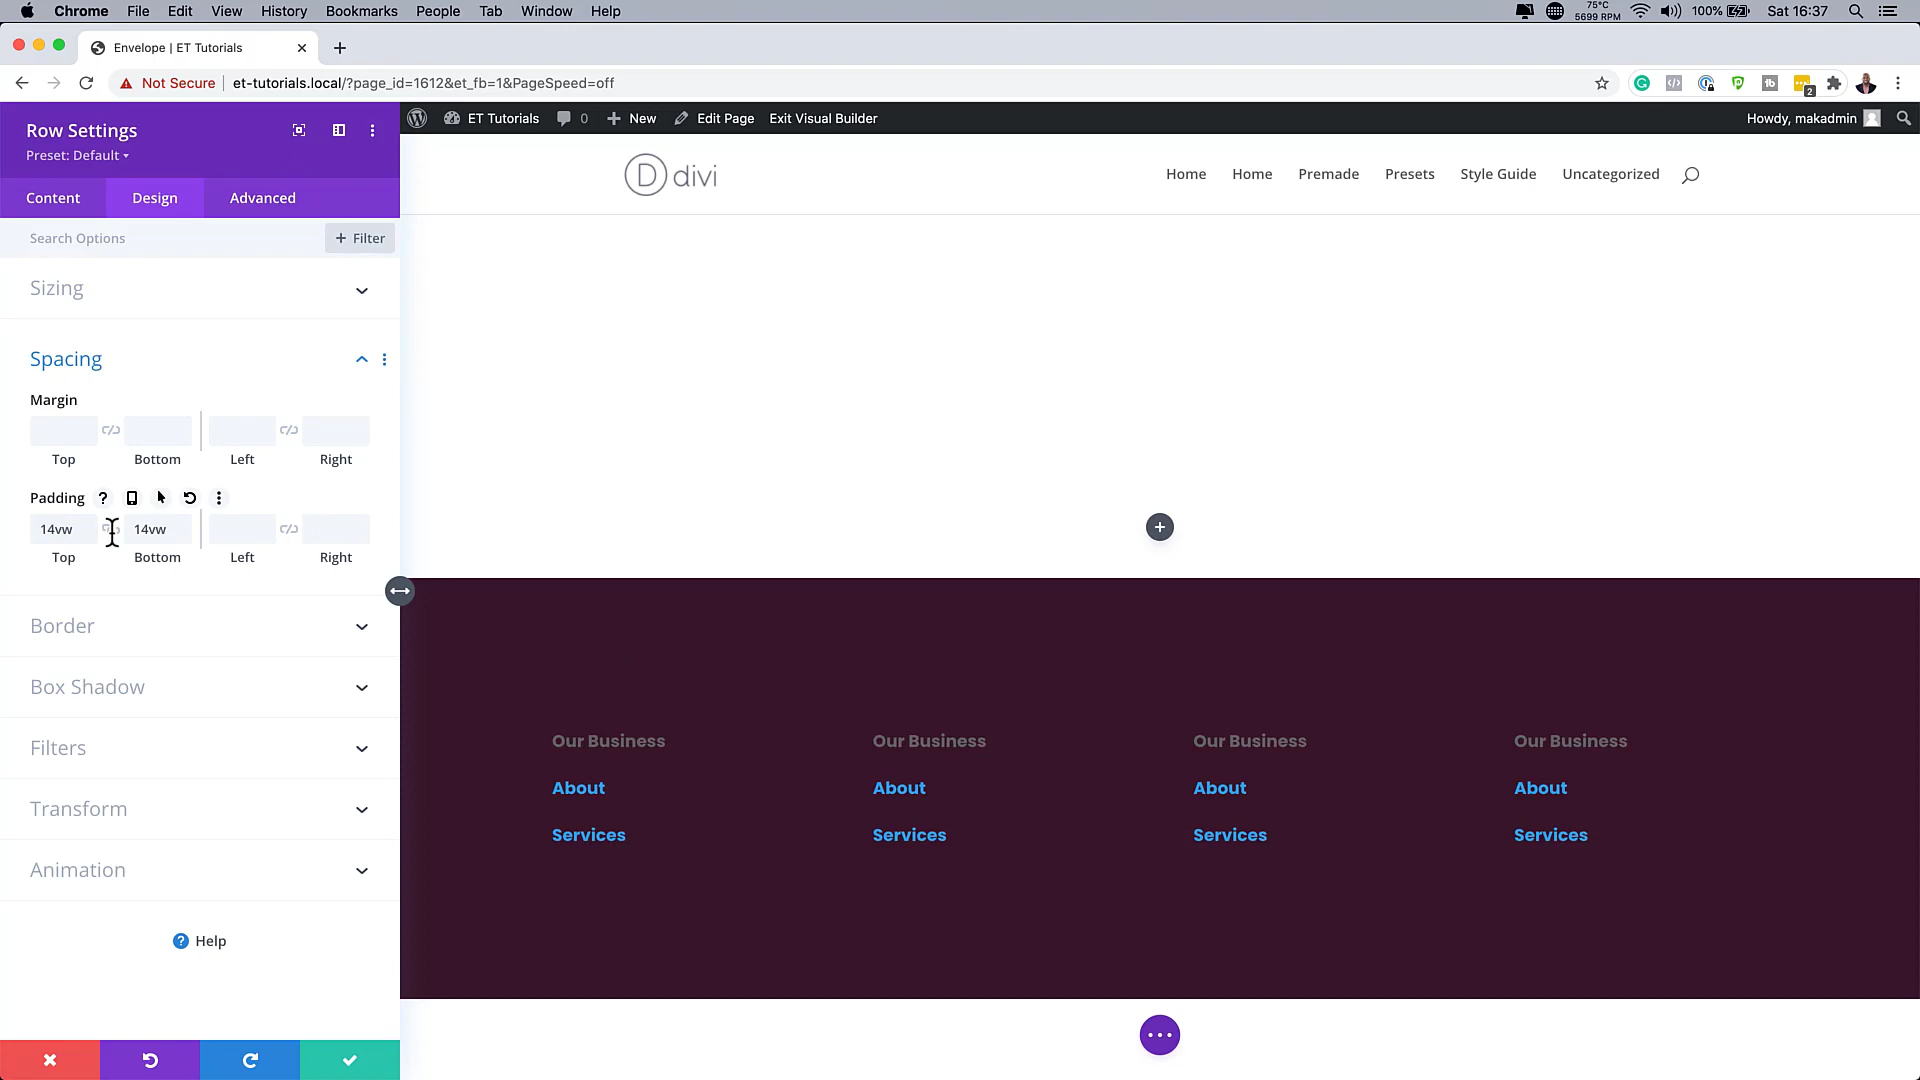 Chrome File Edit View History Bookmarks People Tab Window Help
75°C
5699 RPM
100% Sat 16:37
Envelope | ET Tutorials
Not Secure et-tutorials.local/?page_id=1612&et_fb=1&PageSpeed=off
2
Row Settings
Preset: Default
Content Design Advanced
Search Options
+ Filter
Sizing
Spacing
Margin
Top Bottom Left Right
Padding ?
14vw 14vw
Top Bottom Left Right
Border
Box Shadow
Filters
Transform
Animation
? Help
ET Tutorials 0 + New Edit Page Exit Visual Builder
Howdy, makadmin
D divi
Home Home Premade Presets Style Guide Uncategorized
Our Business Our Business Our Business Our Business
About About About About
Services Services Services Services